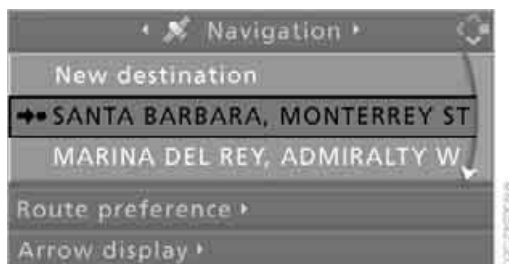 Navigation
New destination
SANTA BARBARA, MONTERREY ST
MARINA DEL REY, ADMIRALTY W
Route preference
Arrow display